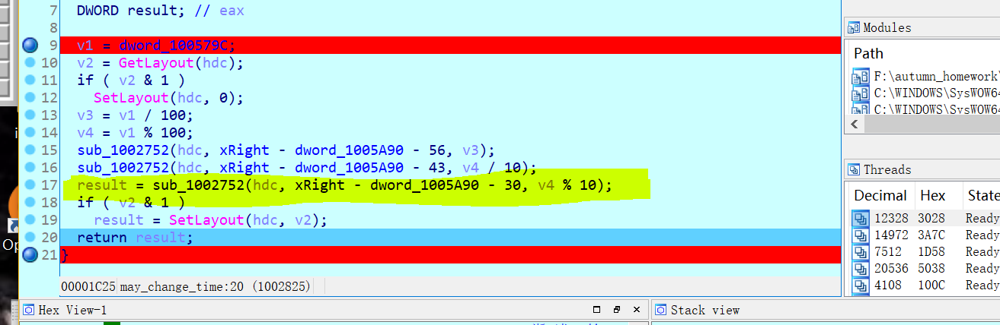 7 DWORD result; // eax
8
9 v1 = dword_100579C;
10 v2 = GetLayout(hdc);
11 if ( v2 & 1 )
12 SetLayout(hdc, 0);
13 v3 = v1 / 100;
14 v4 = v1 % 100;
15 sub_1002752(hdc, xRight - dword_1005A90 - 56, v3);
16 sub_1002752(hdc, xRight - dword_1005A90 - 43, v4 / 10);
17 result = sub_1002752(hdc, xRight - dword_1005A90 - 30, v4 % 10);
18 if ( v2 & 1 )
19 result = SetLayout(hdc, v2);
20 return result;
21 }
00001C25 may_change_time:20 (1002825)
Hex View-1
Stack view
Modules
Path
F:\autumn_homework\
C:\WINDOWS\SysWOW64
C:\WINDOWS\SysWOW64
Threads
Decimal Hex State
12328 3028 Ready
14972 3A7C Ready
7512 1D58 Ready
20536 5038 Ready
4108 100C Ready
Op